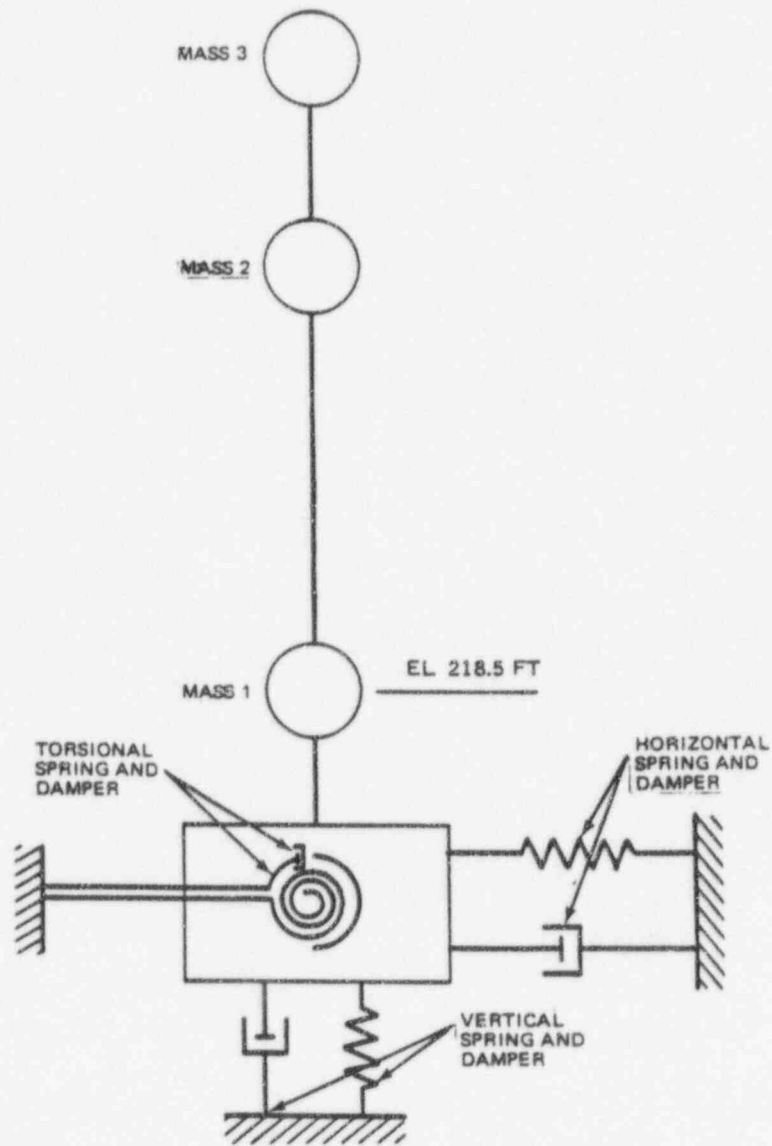 MASS 3
MASS 2
MASS 1
EL 218.5 FT
TORSIONAL
SPRING AND
DAMPER
HORIZONTAL
SPRING AND
DAMPER
VERTICAL
SPRING AND
DAMPER